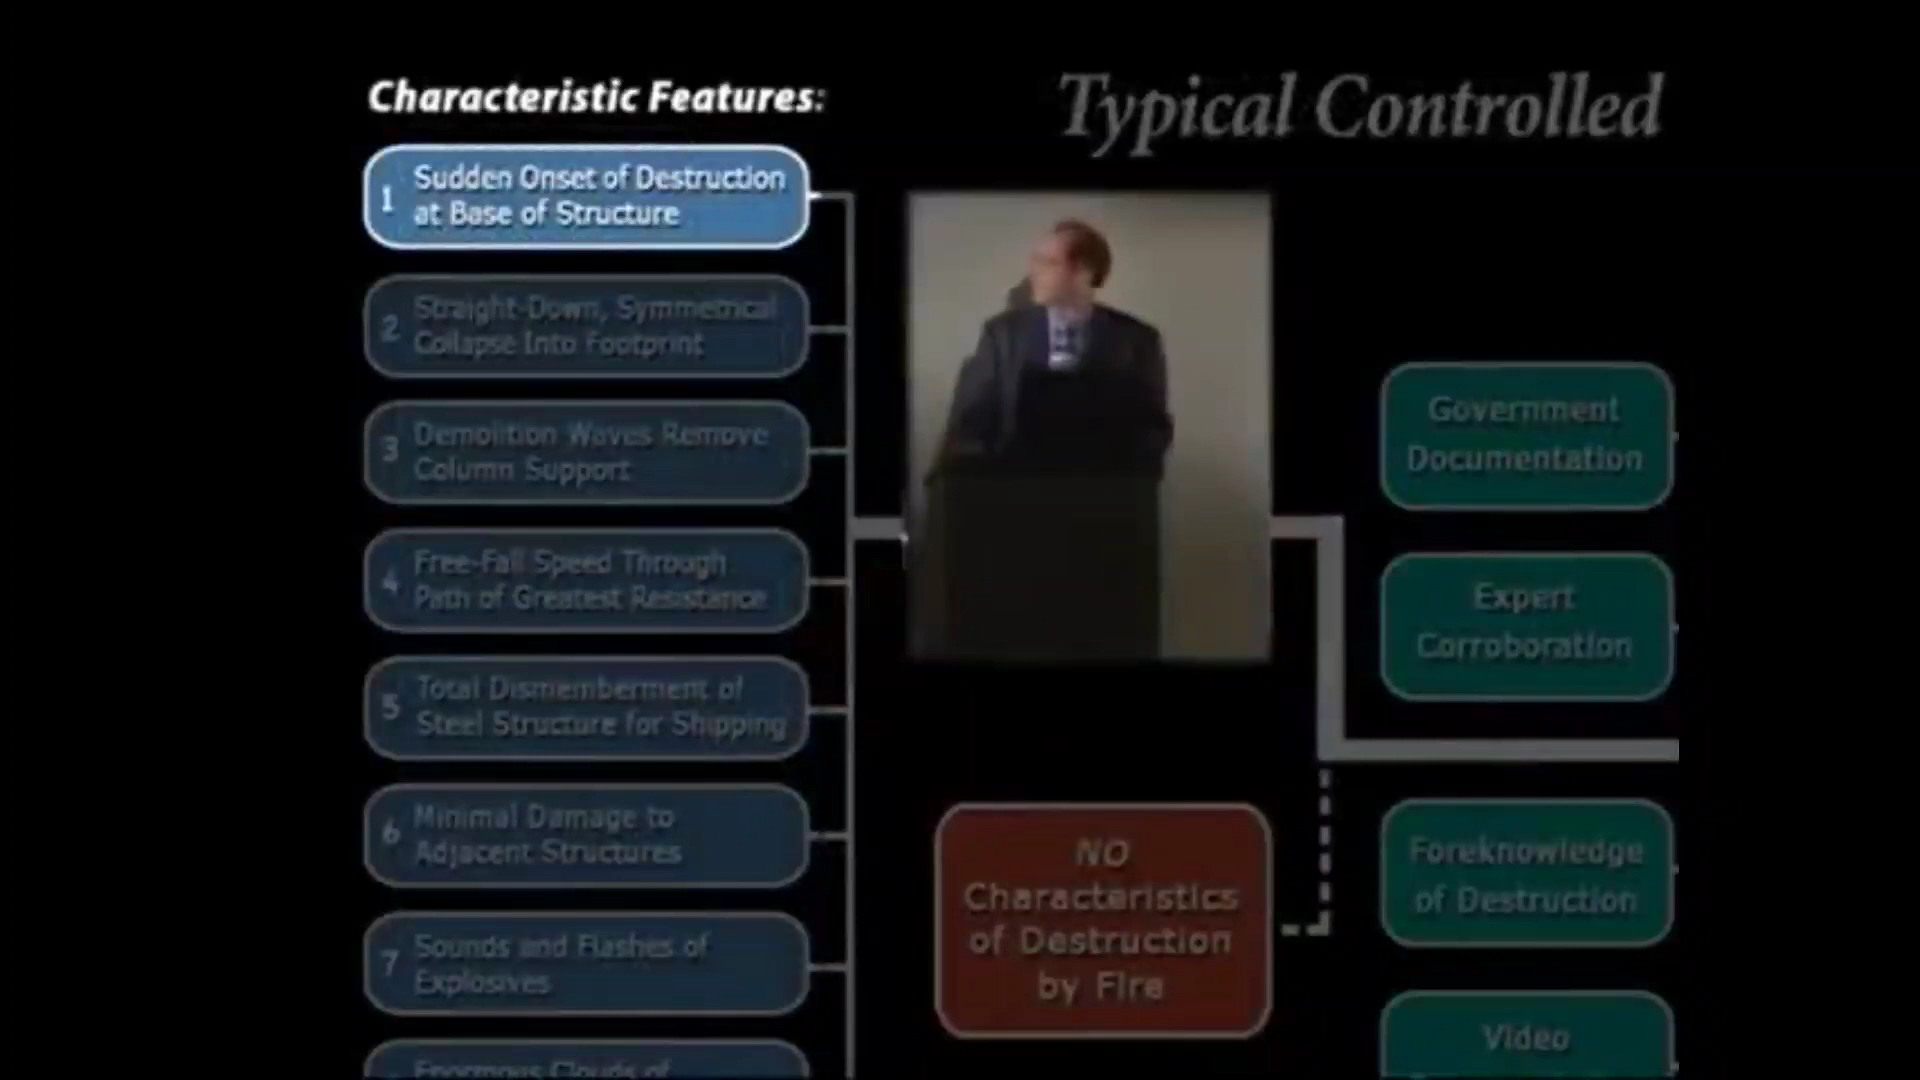 Characteristic Features:
Typical Controlled
1 Sudden Onset of Destruction
at Base of Structure
2 Straight-Down, Symmetrical
Collapse Into Footprint
3 Demolition Waves Remove
Column Support
4 Free-Fall Speed Through
Path of Greatest Resistance
5 Total Dismemberment of
Steel Structure for Shipping
6 Minimal Damage to
Adjacent Structures
7 Sounds and Flashes of
Explosives
Enormous Clouds of
NO
Characteristics
of Destruction
by Fire
Government
Documentation
Expert
Corroboration
Foreknowledge
of Destruction
Video